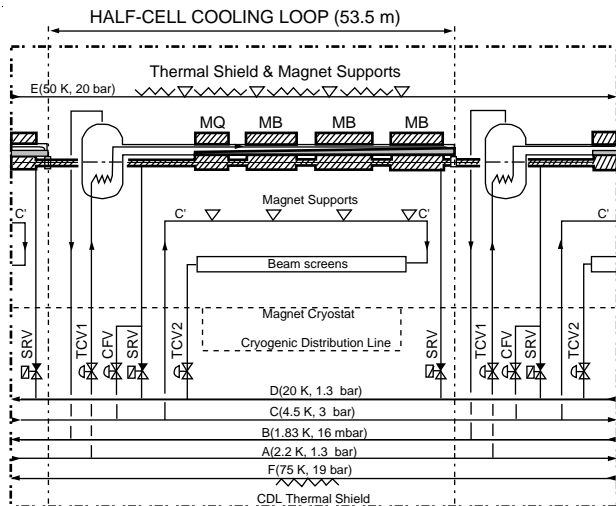 HALF-CELL COOLING LOOP (53.5 m)
Thermal Shield & Magnet Supports
E(50 K, 20 bar)
MQ MB MB MB
Magnet Supports
C' C' C' C'
Beam screens
Magnet Cryostat
Cryogenic Distribution Line
SRV TCV1 CFV SRV TCV2 SRV TCV1 CFV SRV TCV2
D(20 K, 1.3 bar)
C(4.5 K, 3 bar)
B(1.83 K, 16 mbar)
A(2.2 K, 1.3 bar)
F(75 K, 19 bar)
CDL Thermal Shield